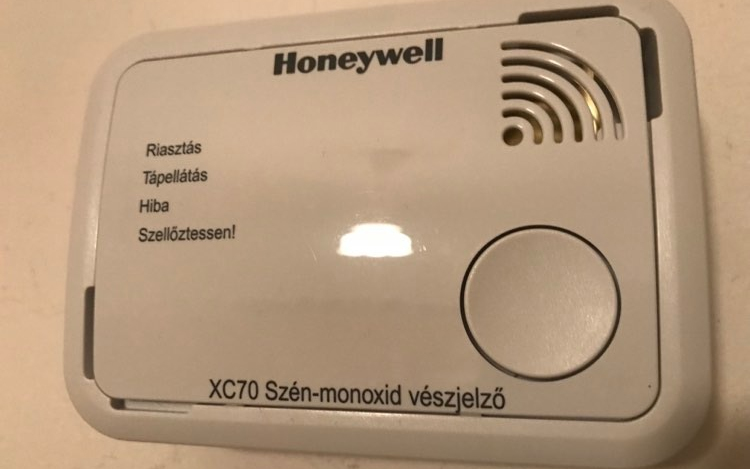 Honeywell
Riasztás
Tápellátás
Hiba
Szellőztessen!
XC70 Szén-monoxid vészjelző